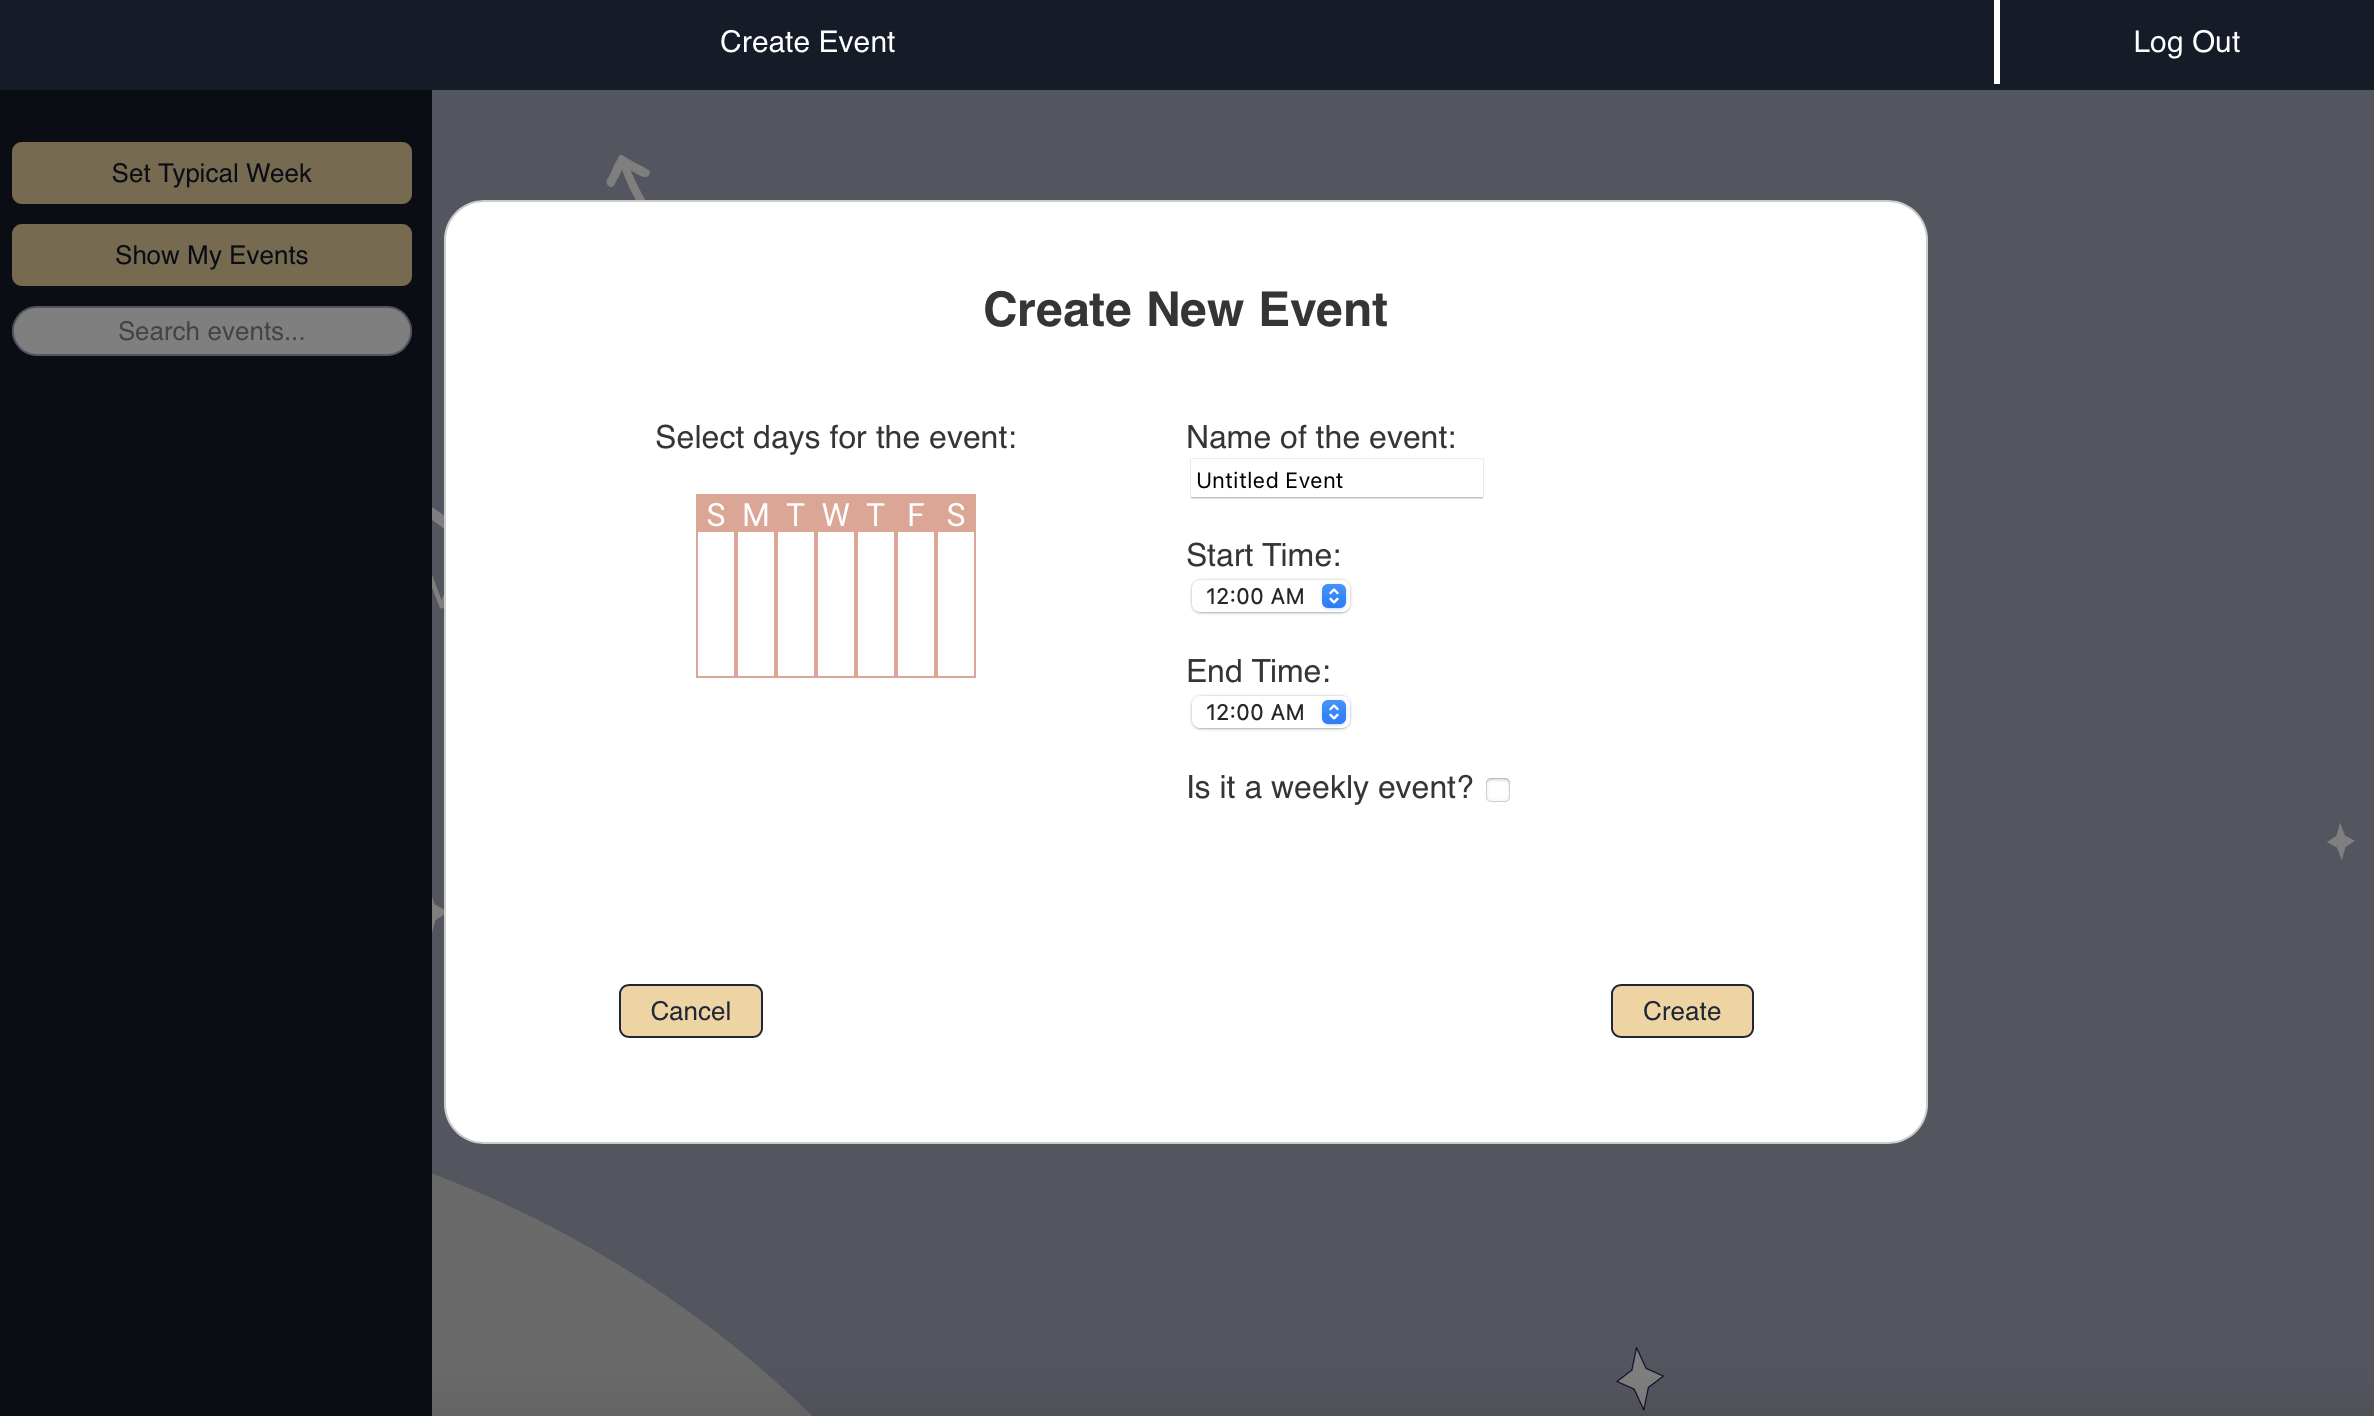 Create Event
Log Out
Set Typical Week
Show My Events
Search events...
Create New Event
Select days for the event:
S M T W T F S
Name of the event:
Untitled Event
Start Time:
12:00 AM
End Time:
12:00 AM
Is it a weekly event?
Cancel
Create